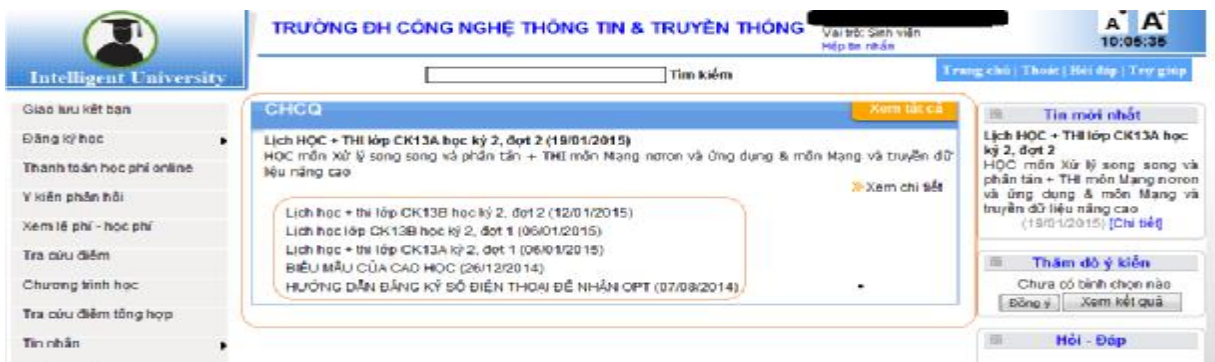 TRƯỜNG ĐH CÔNG NGHỆ THÔNG TIN & TRUYỀN THÔNG
Vai trò: Sinh viên
Hộp tin nhắn
A A
10:05:35
Intelligent University
Tìm kiếm
Trang chủ | Thoát | Hỏi đáp | Trợ giúp
Giao lưu kết bạn
Đăng ký học
Thanh toán học phí online
Ý kiến phản hồi
Xem lệ phí - học phí
Tra cứu điểm
Chương trình học
Tra cứu điểm tổng hợp
Tin nhắn
CHCQ
Xem tất cả
Lịch HỌC + THI lớp CK13A học kỳ 2, đợt 2 (19/01/2015)
HỌC môn Xử lý song song và phân tán + THI môn Mạng nơron và ứng dụng & môn Mạng và truyền dữ
liệu nâng cao
Xem chi tiết
Lịch học + thi lớp CK13B học kỳ 2, đợt 2 (12/01/2015)
Lịch học lớp CK13B học kỳ 2, đợt 1 (06/01/2015)
Lịch học + thi lớp CK13A kỳ 2, đợt 1 (06/01/2015)
BIỂU MẪU CỦA CAO HỌC (26/12/2014)
HƯỚNG DẪN ĐĂNG KÝ SỐ ĐIỆN THOẠI ĐỂ NHẬN OPT (07/08/2014)
Tin mới nhất
Lịch HỌC + THI lớp CK13A học
kỳ 2, đợt 2
HỌC môn Xử lý song song và
phân tán + THI môn Mạng nơron
và ứng dụng & môn Mạng và
truyền dữ liệu nâng cao
(19/01/2015) [Chi tiết]
Thăm dò ý kiến
Chưa có bình chọn nào
Đồng ý Xem kết quả
Hỏi - Đáp